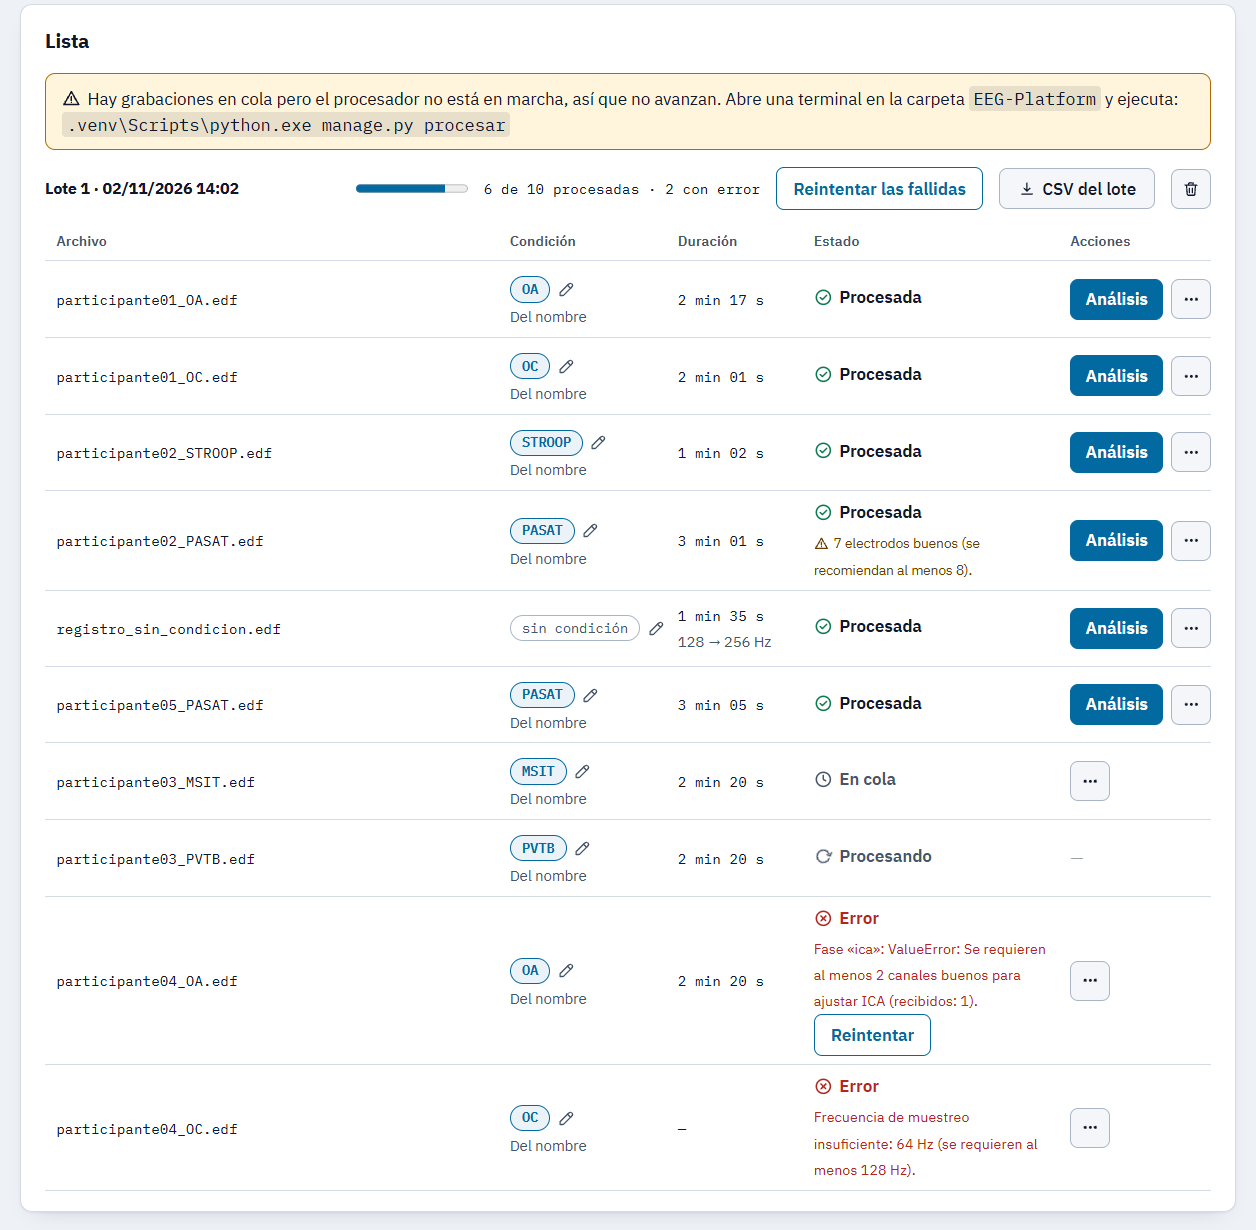 Lista
Hay grabaciones en cola pero el procesador no está en marcha, así que no avanzan. Abre una terminal en la carpeta EEG-Platform y ejecuta:
.venv\Scripts\python.exe manage.py procesar
Lote 1 · 02/11/2026 14:02 6 de 10 procesadas · 2 con error Reintentar las fallidas CSV del lote
Archivo Condición Duración Estado Acciones
participante01_OA.edf OA 2 min 17 s Procesada Análisis ...
Del nombre
participante01_OC.edf OC 2 min 01 s Procesada Análisis ...
Del nombre
participante02_STROOP.edf STROOP 1 min 02 s Procesada Análisis ...
Del nombre
participante02_PASAT.edf PASAT 3 min 01 s Procesada Análisis ...
Del nombre
7 electrodos buenos (se
recomiendan al menos 8).
registro_sin_condicion.edf sin condición 1 min 35 s Procesada Análisis ...
128 → 256 Hz
participante05_PASAT.edf PASAT 3 min 05 s Procesada Análisis ...
Del nombre
participante03_MSIT.edf MSIT 2 min 20 s En cola ...
Del nombre
participante03_PVTB.edf PVTB 2 min 20 s Procesando —
Del nombre
participante04_OA.edf OA 2 min 20 s Error ...
Del nombre
Fase «ica»: ValueError: Se requieren
al menos 2 canales buenos para
ajustar ICA (recibidos: 1).
Reintentar
participante04_OC.edf OC – Error ...
Del nombre
Frecuencia de muestreo
insuficiente: 64 Hz (se requieren al
menos 128 Hz).